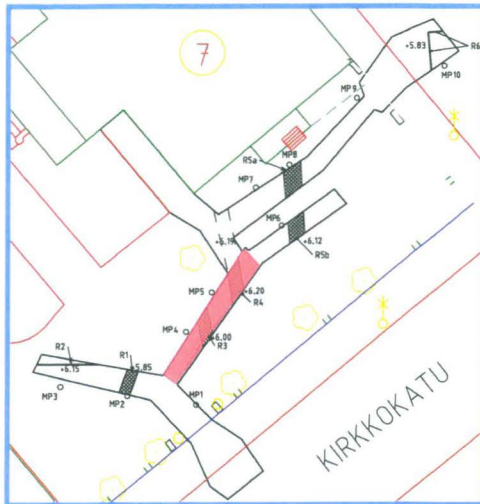 7
+5.83
R6
MP10
MP9
R5a
MP8
MP7
MP6
+6.19
+6.12
R5b
MP5
+6.20
R4
MP4
+6.00
R3
R2
R1
+5.85
+6.15
MP3
MP2
MP1
KIRKKOKATU